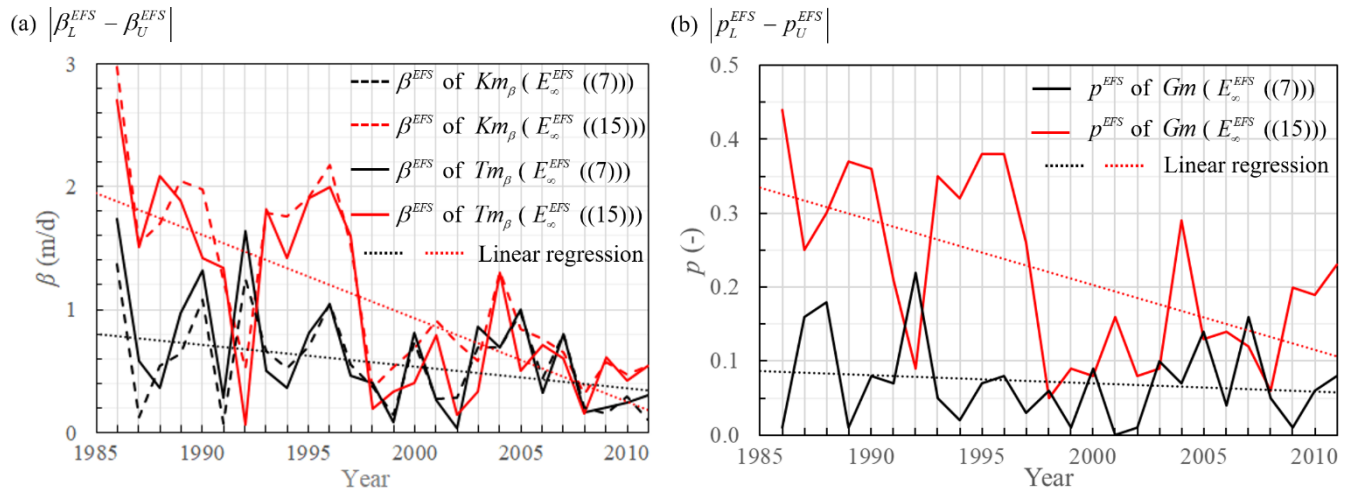 (a) |β_L^{EFS} − β_U^{EFS}|
3
2
1
0
β (m/d)
β^{EFS} of Km_β ( E_∞^{EFS} ((7)))
β^{EFS} of Km_β ( E_∞^{EFS} ((15)))
β^{EFS} of Tm_β ( E_∞^{EFS} ((7)))
β^{EFS} of Tm_β ( E_∞^{EFS} ((15)))
Linear regression
1985 1990 1995 2000 2005 2010
Year
(b) |p_L^{EFS} − p_U^{EFS}|
0.5
0.4
0.3
0.2
0.1
0.0
p (-)
p^{EFS} of Gm ( E_∞^{EFS} ((7)))
p^{EFS} of Gm ( E_∞^{EFS} ((15)))
Linear regression
1985 1990 1995 2000 2005 2010
Year